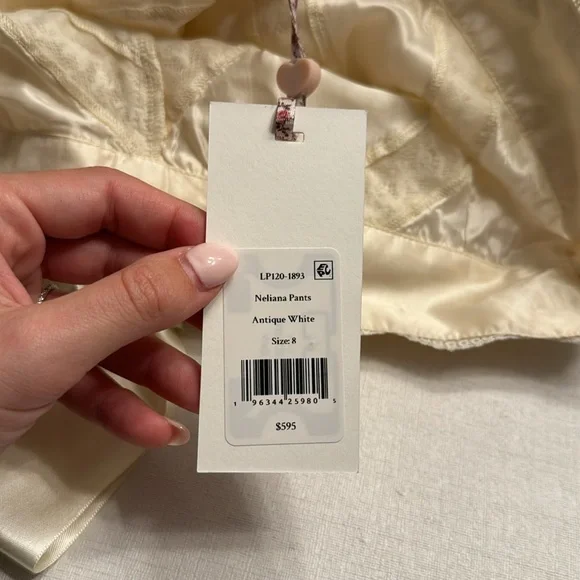 LP120-1893
Neliana Pants
Antique White
Size: 8
1 96344 25980 5
$595